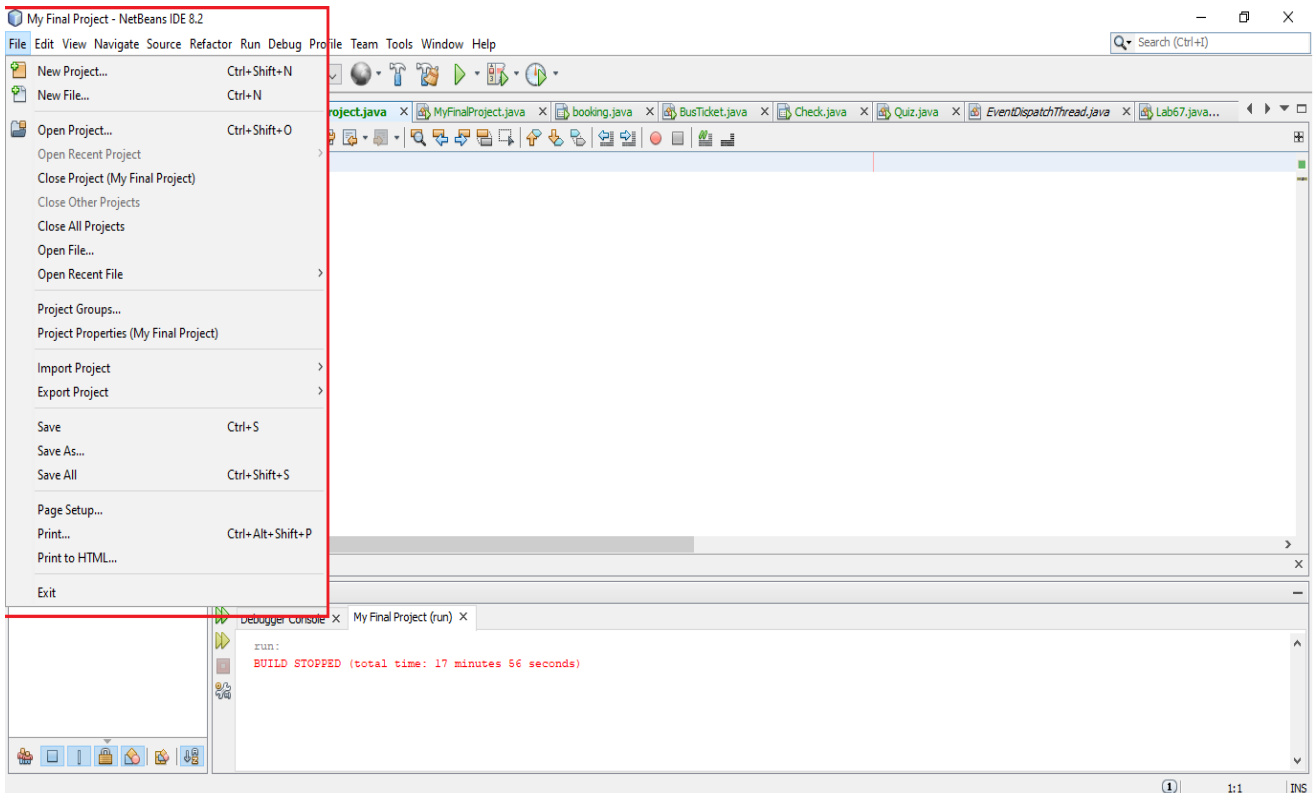 My Final Project - NetBeans IDE 8.2
File Edit View Navigate Source Refactor Run Debug Profile Team Tools Window Help
Search (Ctrl+I)
New Project... Ctrl+Shift+N
New File... Ctrl+N
Open Project... Ctrl+Shift+O
Open Recent Project
Close Project (My Final Project)
Close Other Projects
Close All Projects
Open File...
Open Recent File
Project Groups...
Project Properties (My Final Project)
Import Project
Export Project
Save Ctrl+S
Save As...
Save All Ctrl+Shift+S
Page Setup...
Print... Ctrl+Alt+Shift+P
Print to HTML...
Exit
roject.java MyFinalProject.java booking.java BusTicket.java Check.java Quiz.java EventDispatchThread.java Lab67.java...
Debugger Console My Final Project (run)
run:
BUILD STOPPED (total time: 17 minutes 56 seconds)
1 1:1 INS